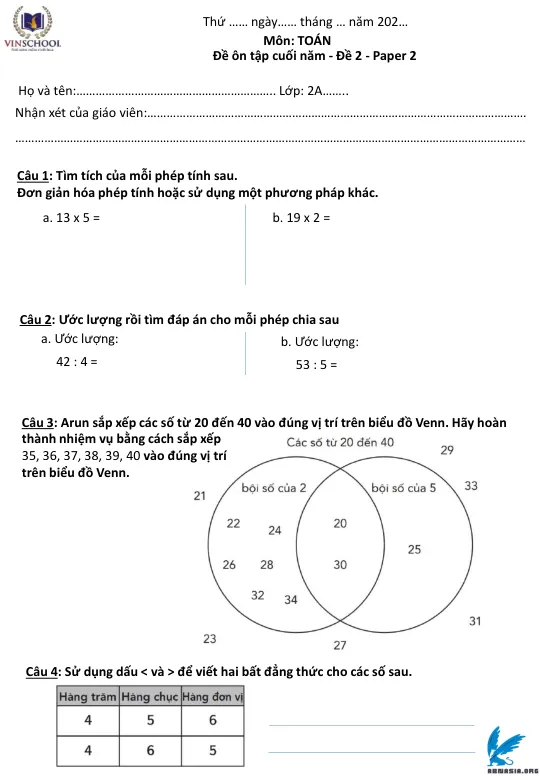 VINSCHOOL
Thứ …… ngày…… tháng … năm 202…
Môn: TOÁN
Đề ôn tập cuối năm - Đề 2 - Paper 2
Họ và tên:…………………………………………………….. Lớp: 2A……..
Nhận xét của giáo viên:……………………………………………………………………………………………………….
…………………………………………………………………………………………………………………………………………
Câu 1: Tìm tích của mỗi phép tính sau.
Đơn giản hóa phép tính hoặc sử dụng một phương pháp khác.
a. 13 x 5 =
b. 19 x 2 =
Câu 2: Ước lượng rồi tìm đáp án cho mỗi phép chia sau
a. Ước lượng:
42 : 4 =
b. Ước lượng:
53 : 5 =
Câu 3: Arun sắp xếp các số từ 20 đến 40 vào đúng vị trí trên biểu đồ Venn. Hãy hoàn
thành nhiệm vụ bằng cách sắp xếp
35, 36, 37, 38, 39, 40 vào đúng vị trí
trên biểu đồ Venn.
Các số từ 20 đến 40
29
21
bội số của 2
bội số của 5
33
22
24
20
25
26
28
30
32
34
31
23
27
Câu 4: Sử dụng dấu < và > để viết hai bất đẳng thức cho các số sau.
Hàng trăm Hàng chục Hàng đơn vị
4 5 6
4 6 5
ABMASIA.ORG